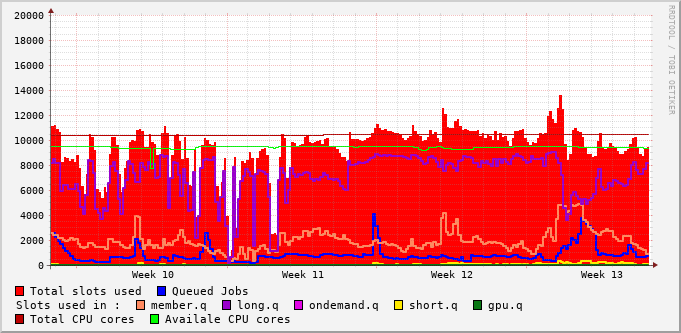 20000
18000
16000
14000
12000
10000
8000
6000
4000
2000
0
Week 10 Week 11 Week 12 Week 13
RRDTOOL / TOBI OETIKER
Total slots used Queued Jobs
Slots used in : member.q long.q ondemand.q short.q gpu.q
Total CPU cores Availale CPU cores